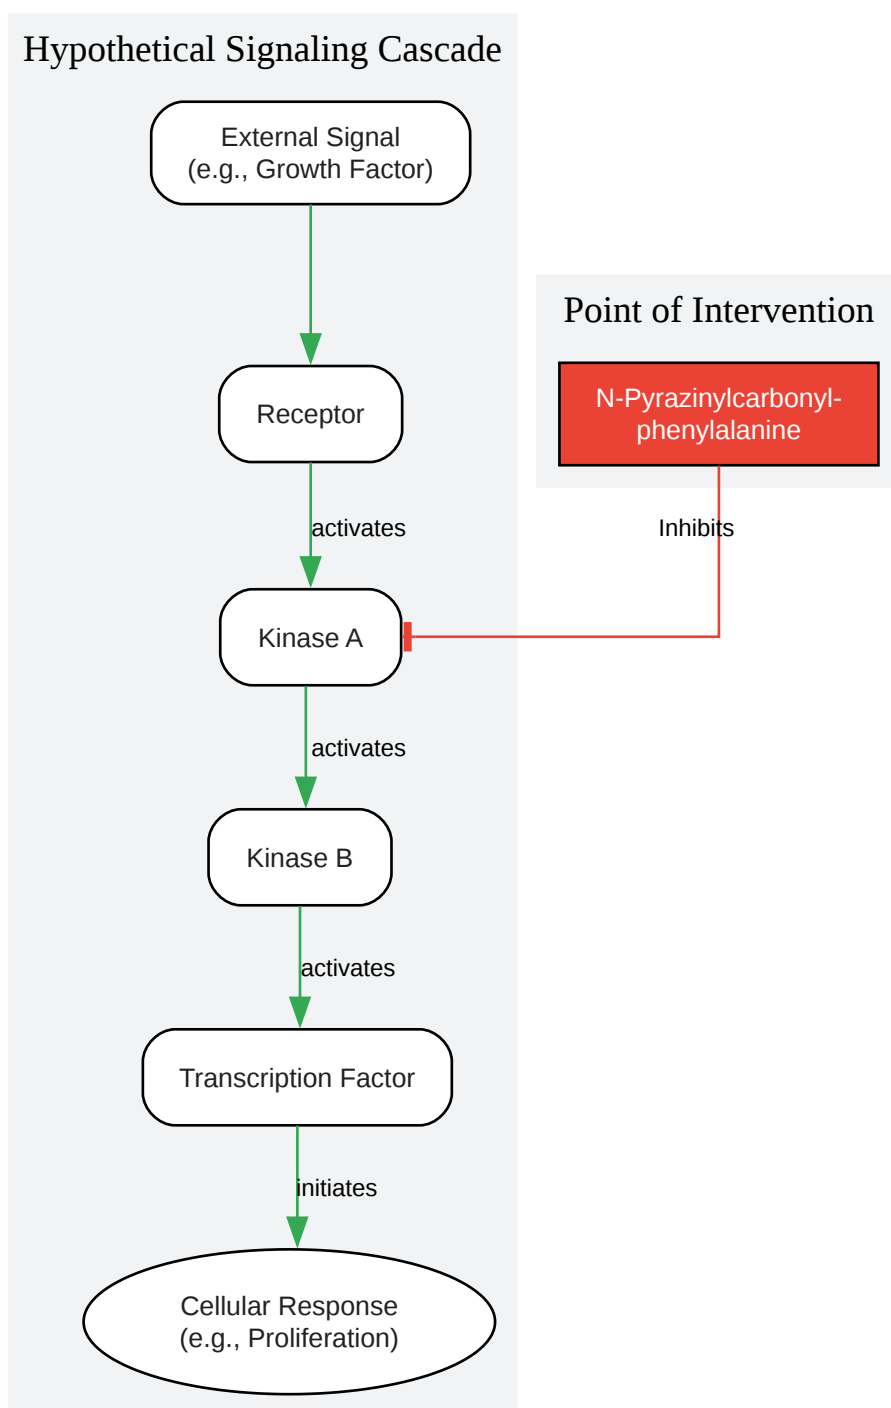 Hypothetical Signaling Cascade
External Signal
(e.g., Growth Factor)
Point of Intervention
N-Pyrazinylcarbonyl-
phenylalanine
Receptor
activates
Inhibits
Kinase A
activates
Kinase B
activates
Transcription Factor
initiates
Cellular Response
(e.g., Proliferation)